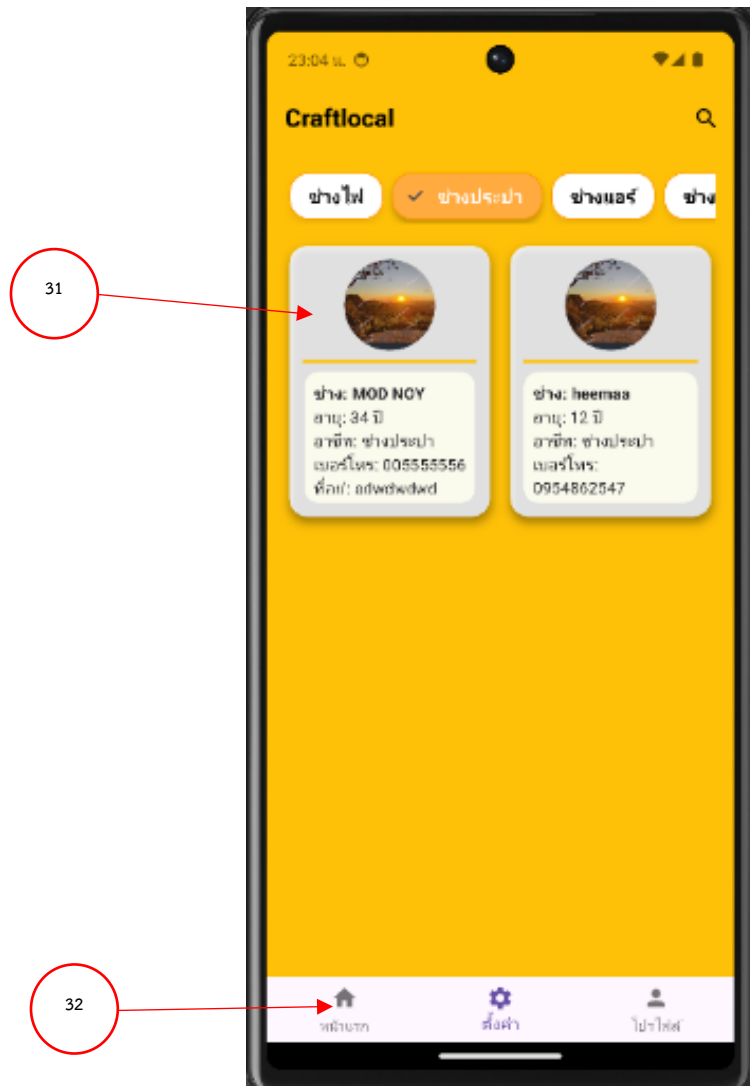 23:04 น.
Craftlocal
ช่างไฟ
ช่างประปา
ช่างแอร์
ช่าง
31
ช่าง: MOD NOY
อายุ: 34 ปี
อาชีพ: ช่างประปา
เบอร์โทร: 005555556
ที่อยู่: adwdwdwd
ช่าง: heemaa
อายุ: 12 ปี
อาชีพ: ช่างประปา
เบอร์โทร:
0954862547
32
หน้าแรก
ตั้งค่า
โปรไฟล์